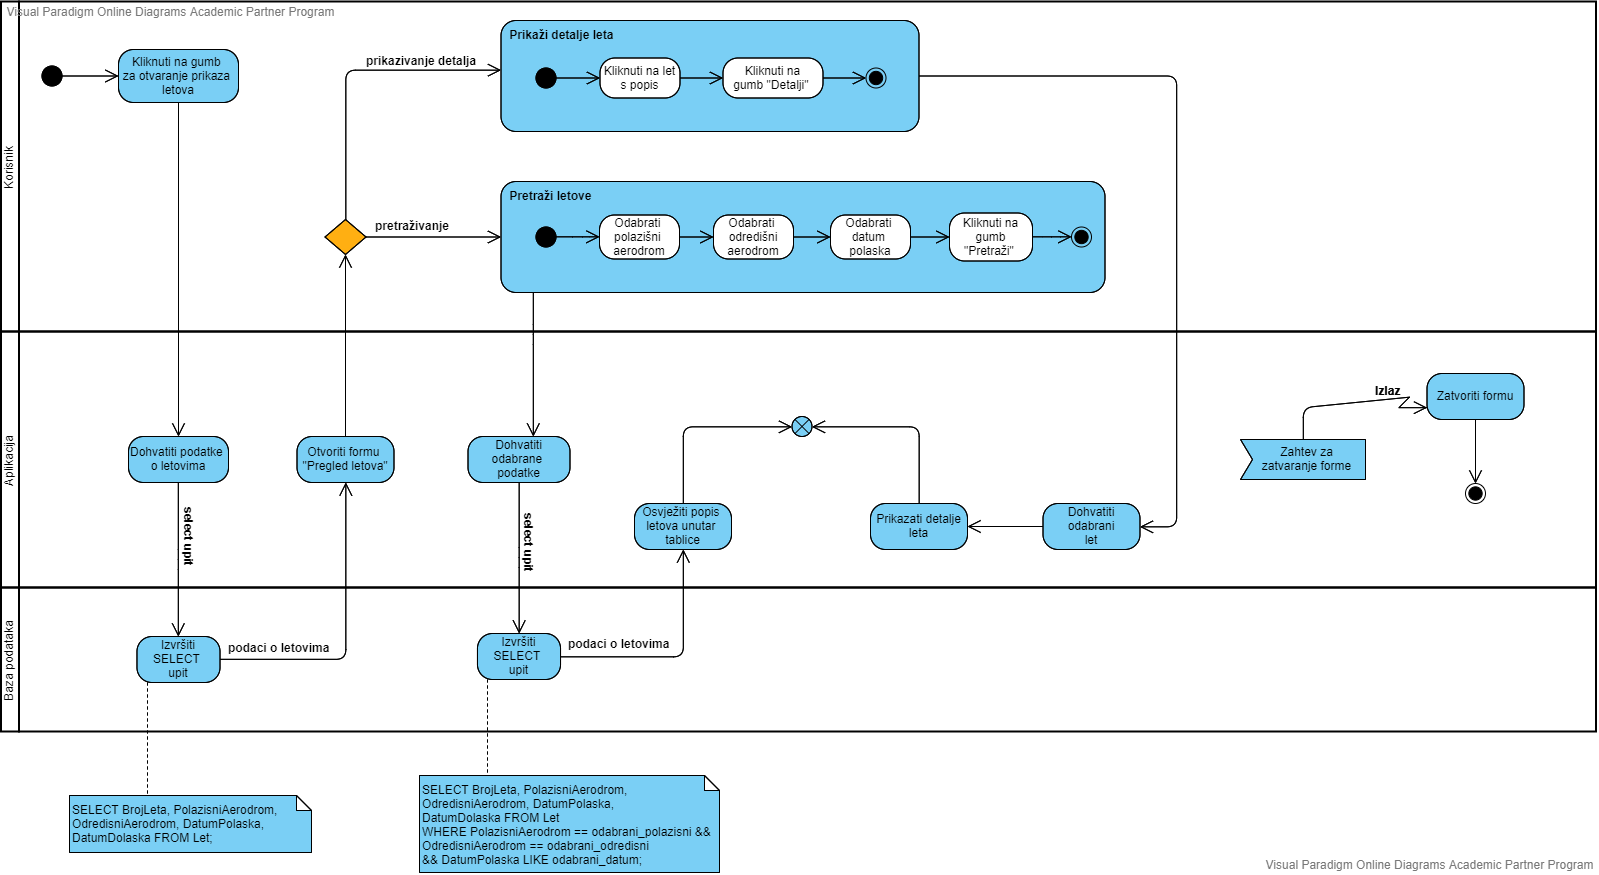 Visual Paradigm Online Diagrams Academic Partner Program
Korisnik
Kliknuti na gumb
za otvaranje prikaza
letova
prikazivanje detalja
Prikaži detalje leta
Kliknuti na let
s popis
Kliknuti na
gumb "Detalji"
pretraživanje
Pretraži letove
Odabrati
polazišni
aerodrom
Odabrati
odredišni
aerodrom
Odabrati
datum
polaska
Kliknuti na
gumb
"Pretraži"
Aplikacija
Dohvatiti podatke
o letovima
Otvoriti formu
"Pregled letova"
Dohvatiti
odabrane
podatke
Osvježiti popis
letova unutar
tablice
Prikazati detalje
leta
Dohvatiti
odabrani
let
Zahtev za
zatvaranje forme
Izlaz
Zatvoriti formu
select upit
select upit
Baza podataka
Izvršiti
SELECT
upit
podaci o letovima
Izvršiti
SELECT
upit
podaci o letovima
SELECT BrojLeta, PolazisniAerodrom,
OdredisniAerodrom, DatumPolaska,
DatumDolaska FROM Let;
SELECT BrojLeta, PolazisniAerodrom,
OdredisniAerodrom, DatumPolaska,
DatumDolaska FROM Let
WHERE PolazisniAerodrom == odabrani_polazisni &&
OdredisniAerodrom == odabrani_odredisni
&& DatumPolaska LIKE odabrani_datum;
Visual Paradigm Online Diagrams Academic Partner Program